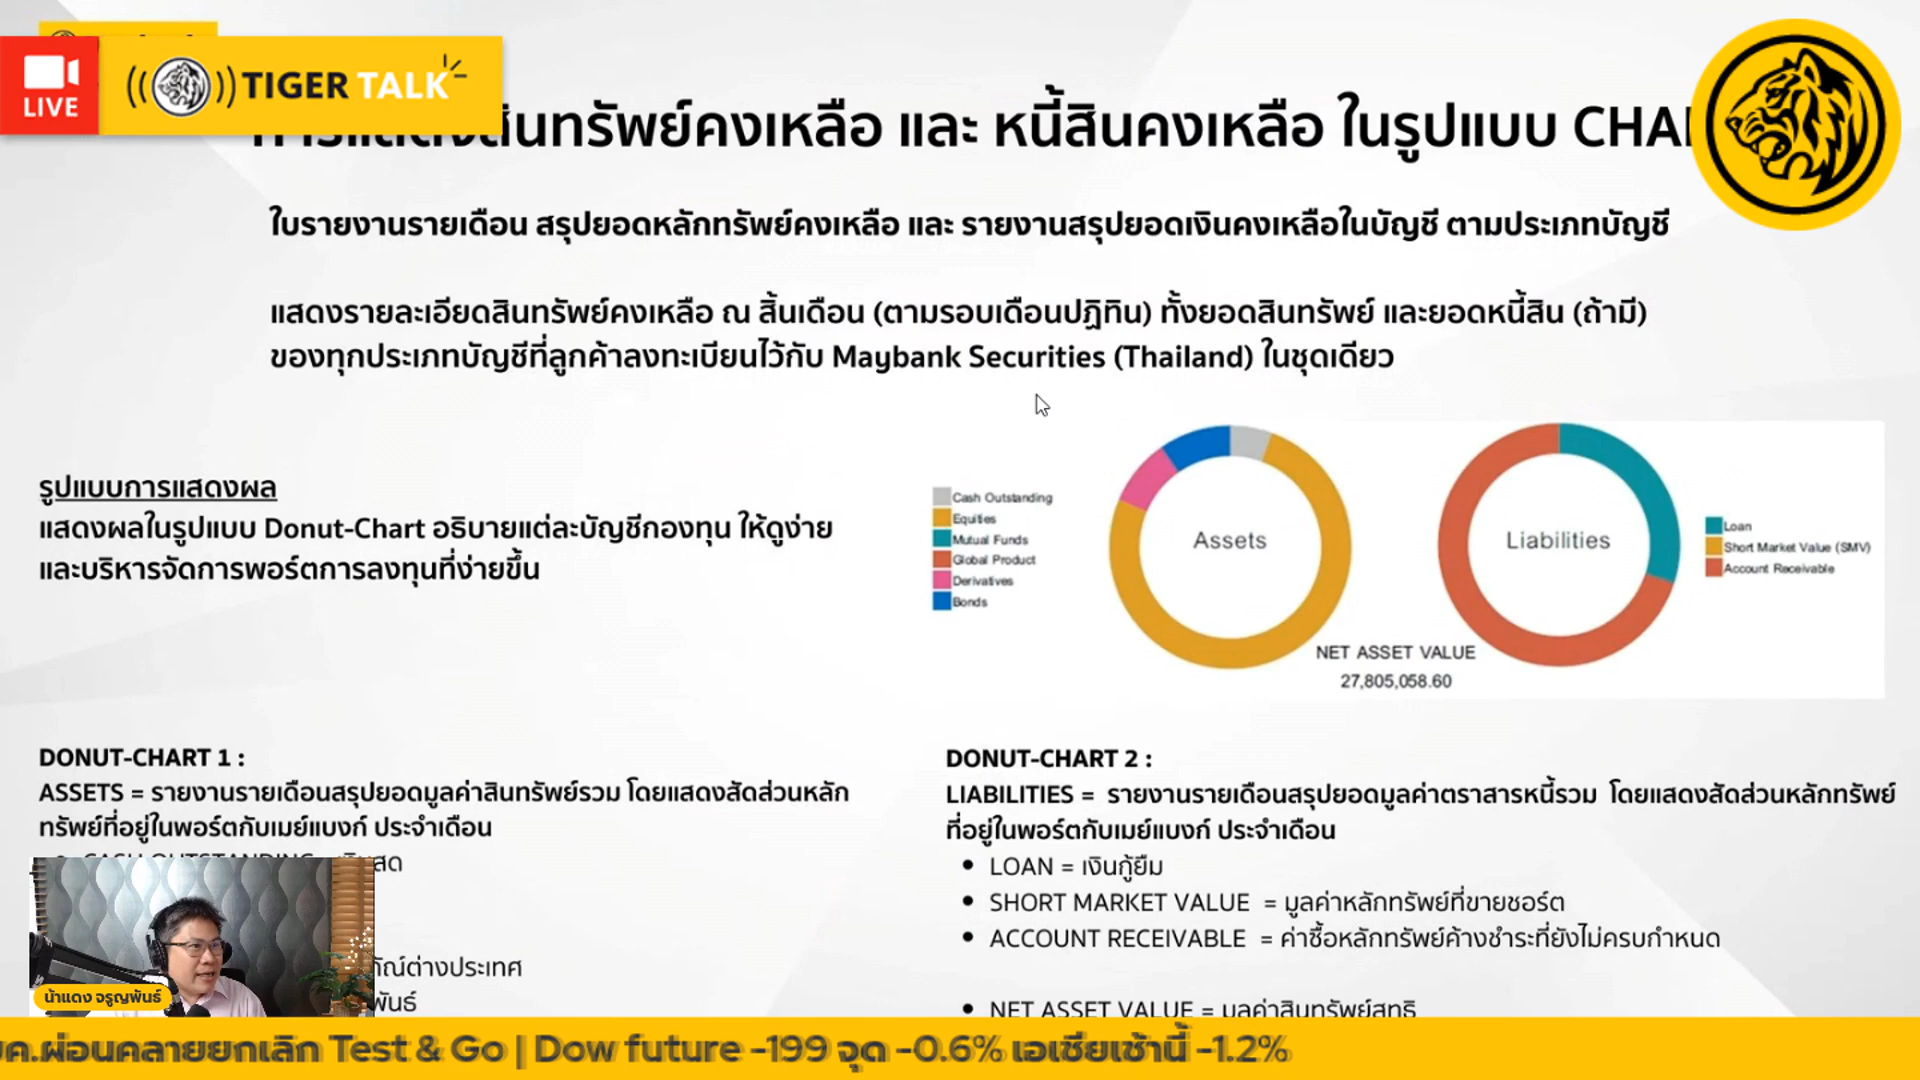 LIVE
TIGER TALK
สินทรัพย์คงเหลือ และ หนี้สินคงเหลือ ในรูปแบบ
ใบรายงานรายเดือน สรุปยอดหลักทรัพย์คงเหลือ และ รายงานสรุปยอดเงินคงเหลือในบัญชี ตามประเภทบัญชี
แสดงรายละเอียดสินทรัพย์คงเหลือ ณ สิ้นเดือน (ตามรอบเดือนปฏิทิน) ทั้งยอดสินทรัพย์ และยอดหนี้สิน (ถ้ามี)
ของทุกประเภทบัญชีที่ลูกค้าลงทะเบียนไว้กับ Maybank Securities (Thailand) ในชุดเดียว
รูปแบบการแสดงผล
แสดงผลในรูปแบบ Donut-Chart อธิบายแต่ละบัญชีกองทุน ให้ดูง่าย
และบริหารจัดการพอร์ตการลงทุนที่ง่ายขึ้น
Cash Outstanding
Equities
Mutual Funds
Global Product
Derivatives
Bonds
Assets
Liabilities
Loan
Short Market Value (SMV)
Account Receivable
NET ASSET VALUE
27,805,058.60
DONUT-CHART 1 :
ASSETS = รายงานรายเดือนสรุปยอดมูลค่าสินทรัพย์รวม โดยแสดงสัดส่วนหลัก
ทรัพย์ที่อยู่ในพอร์ตกับเมย์แบงก์ ประจำเดือน
DONUT-CHART 2 :
LIABILITIES = รายงานรายเดือนสรุปยอดมูลค่าตราสารหนี้รวม โดยแสดงสัดส่วนหลักทรัพย์
ที่อยู่ในพอร์ตกับเมย์แบงก์ ประจำเดือน
• LOAN = เงินกู้ยืม
• SHORT MARKET VALUE = มูลค่าหลักทรัพย์ที่ขายชอร์ต
• ACCOUNT RECEIVABLE = ค่าซื้อหลักทรัพย์ค้างชำระที่ยังไม่ครบกำหนด
• NET ASSET VALUE = มูลค่าสินทรัพย์สุทธิ
น้าแดง จรูญพันธ์
ผ่อนคลายยกเลิก Test & Go | Dow future -199 จุด -0.6% เอเชียเช้านี้ -1.2%